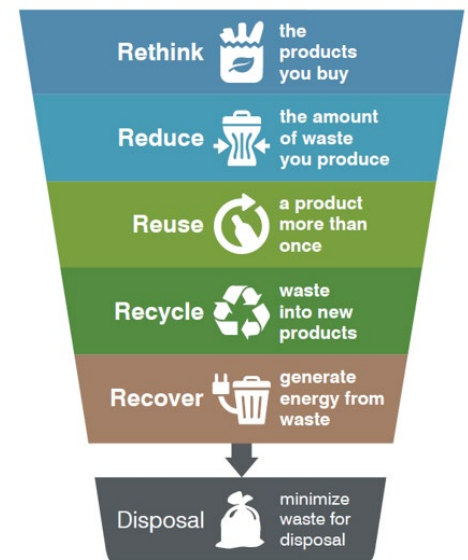 Rethink
the
products
you buy
Reduce
the amount
of waste
you produce
Reuse
a product
more than
once
Recycle
waste
into new
products
Recover
generate
energy from
waste
Disposal
minimize
waste for
disposal